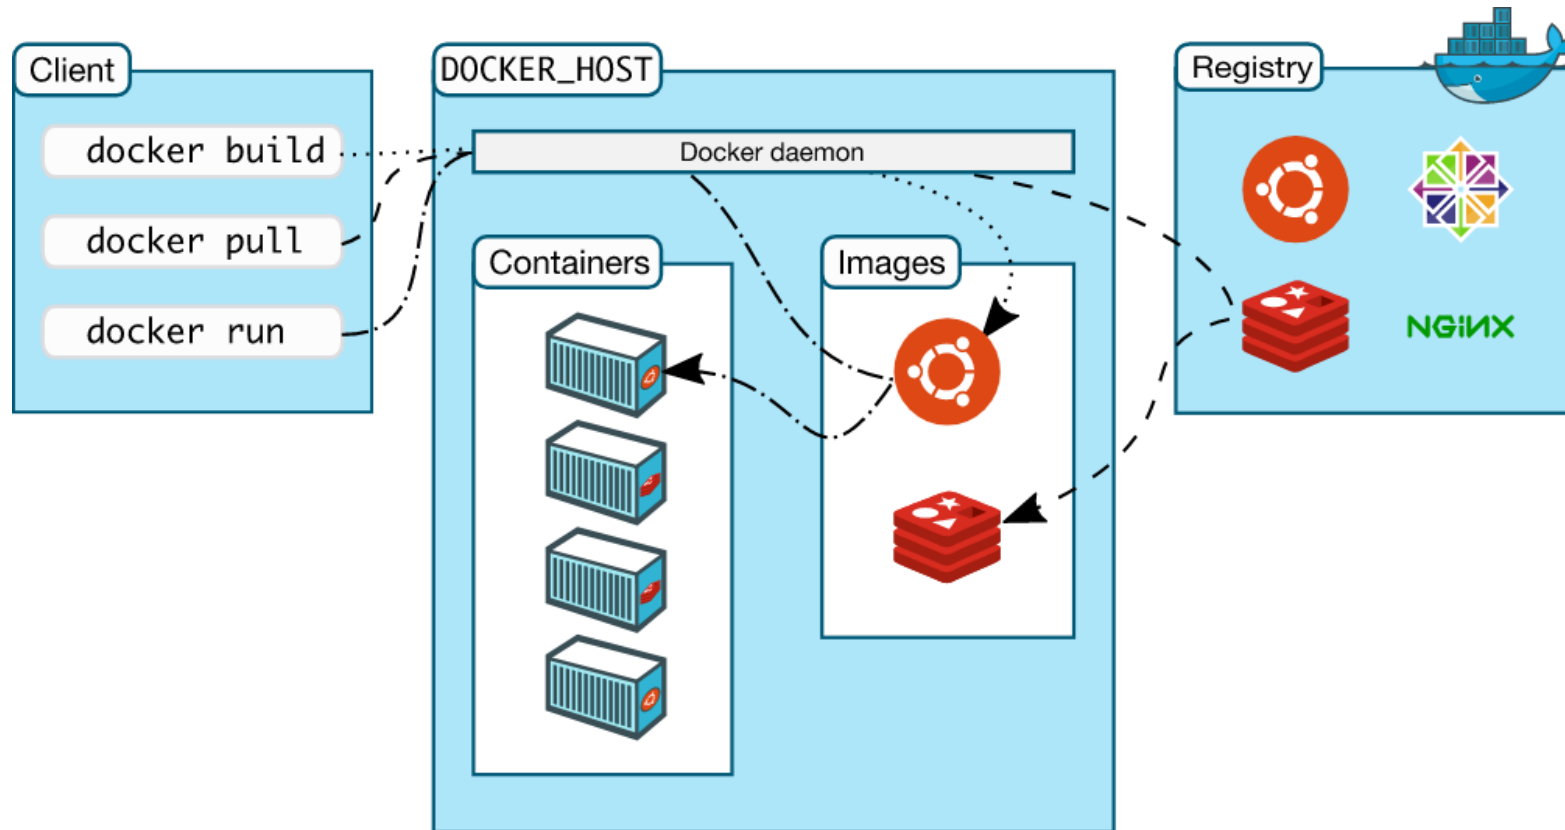 Client
docker build
docker pull
docker run
DOCKER_HOST
Docker daemon
Containers
Images
Registry
NGiNX